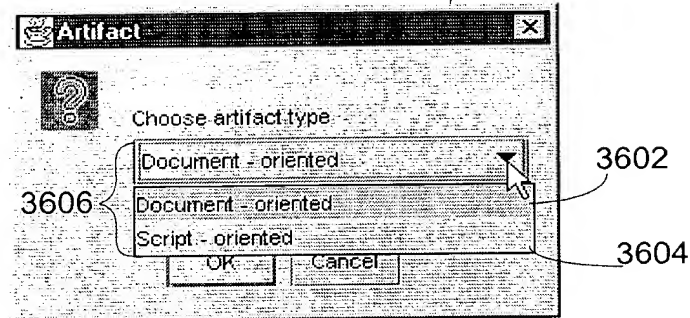 Artifact
Choose artifact type
Document - oriented
3602
3606
Document - oriented
Script - oriented
3604
OK
Cancel